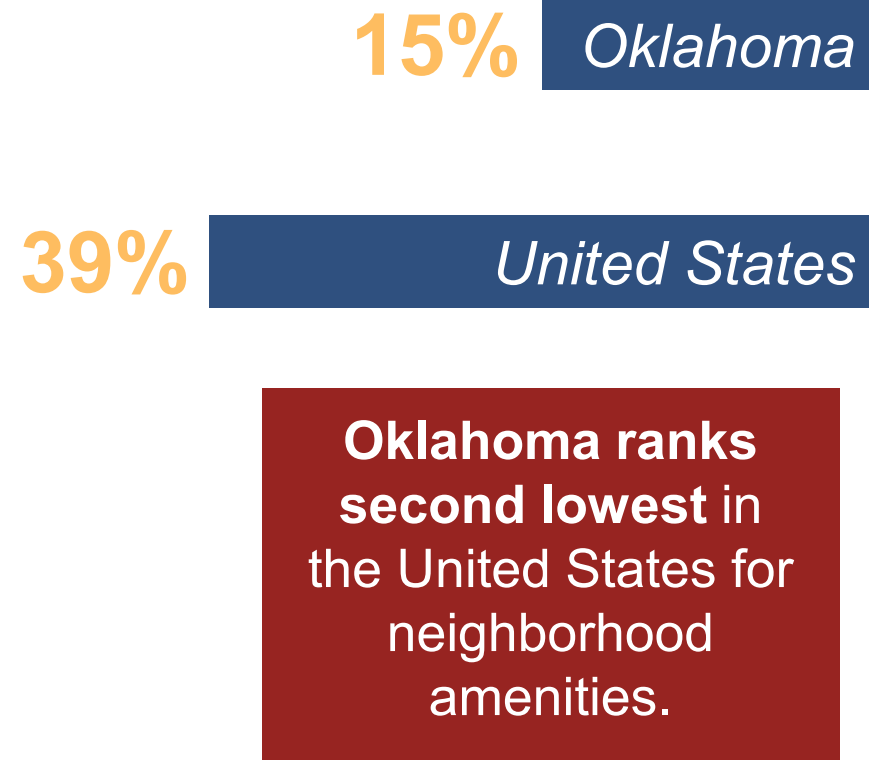 15% Oklahoma
39% United States
Oklahoma ranks
second lowest in
the United States for
neighborhood
amenities.